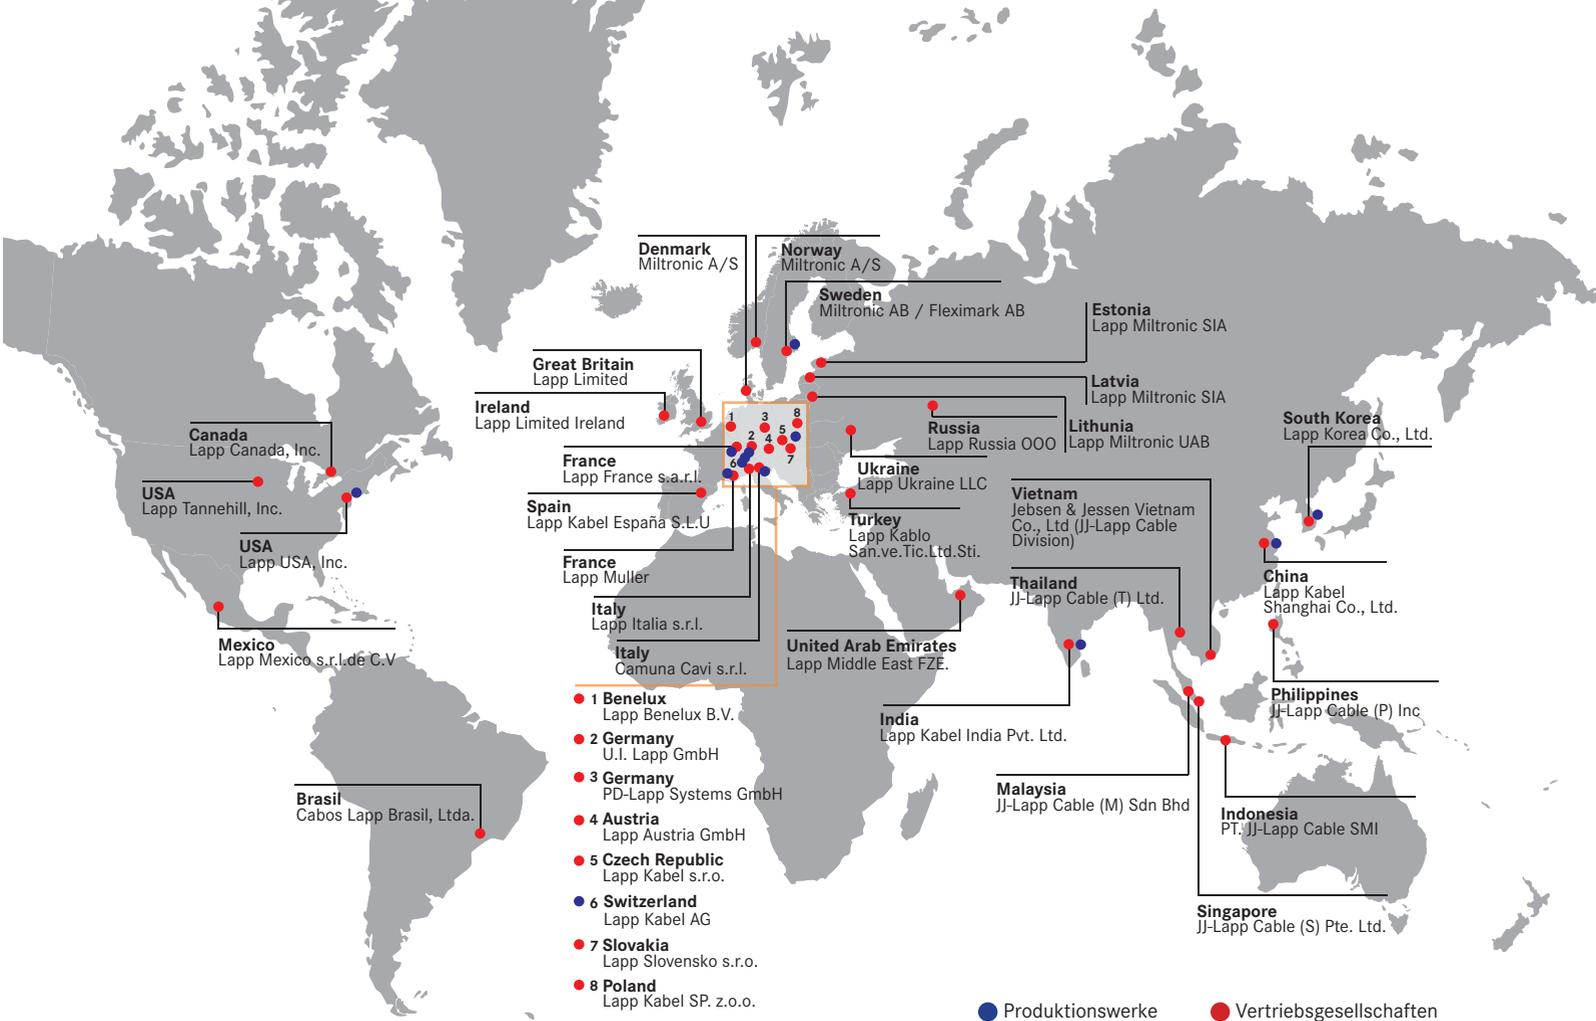 Denmark
Miltronic A/S
Norway
Miltronic A/S
Sweden
Miltronic AB / Fleximark AB
Estonia
Lapp Miltronic SIA
Great Britain
Lapp Limited
Latvia
Lapp Miltronic SIA
Ireland
Lapp Limited Ireland
Lithunia
Lapp Miltronic UAB
Russia
Lapp Russia OOO
South Korea
Lapp Korea Co., Ltd.
Canada
Lapp Canada, Inc.
1
3
8
2
4
5
6
7
France
Lapp France s.a.r.l.
Ukraine
Lapp Ukraine LLC
USA
Lapp Tannehill, Inc.
Spain
Lapp Kabel España S.L.U
Turkey
Lapp Kablo
San.ve.Tic.Ltd.Sti.
Vietnam
Jebsen & Jessen Vietnam
Co., Ltd (JJ-Lapp Cable
Division)
USA
Lapp USA, Inc.
France
Lapp Muller
Thailand
JJ-Lapp Cable (T) Ltd.
China
Lapp Kabel
Shanghai Co., Ltd.
Italy
Lapp Italia s.r.l.
Mexico
Lapp Mexico s.r.l.de C.V
Italy
Camuna Cavi s.r.l.
United Arab Emirates
Lapp Middle East FZE.
Philippines
JJ-Lapp Cable (P) Inc
India
Lapp Kabel India Pvt. Ltd.
1 Benelux
Lapp Benelux B.V.
2 Germany
U.I. Lapp GmbH
3 Germany
PD-Lapp Systems GmbH
4 Austria
Lapp Austria GmbH
5 Czech Republic
Lapp Kabel s.r.o.
6 Switzerland
Lapp Kabel AG
7 Slovakia
Lapp Slovensko s.r.o.
8 Poland
Lapp Kabel SP. z.o.o.
Brasil
Cabos Lapp Brasil, Ltda.
Malaysia
JJ-Lapp Cable (M) Sdn Bhd
Indonesia
PT. JJ-Lapp Cable SMI
Singapore
JJ-Lapp Cable (S) Pte. Ltd.
Produktionswerke
Vertriebsgesellschaften